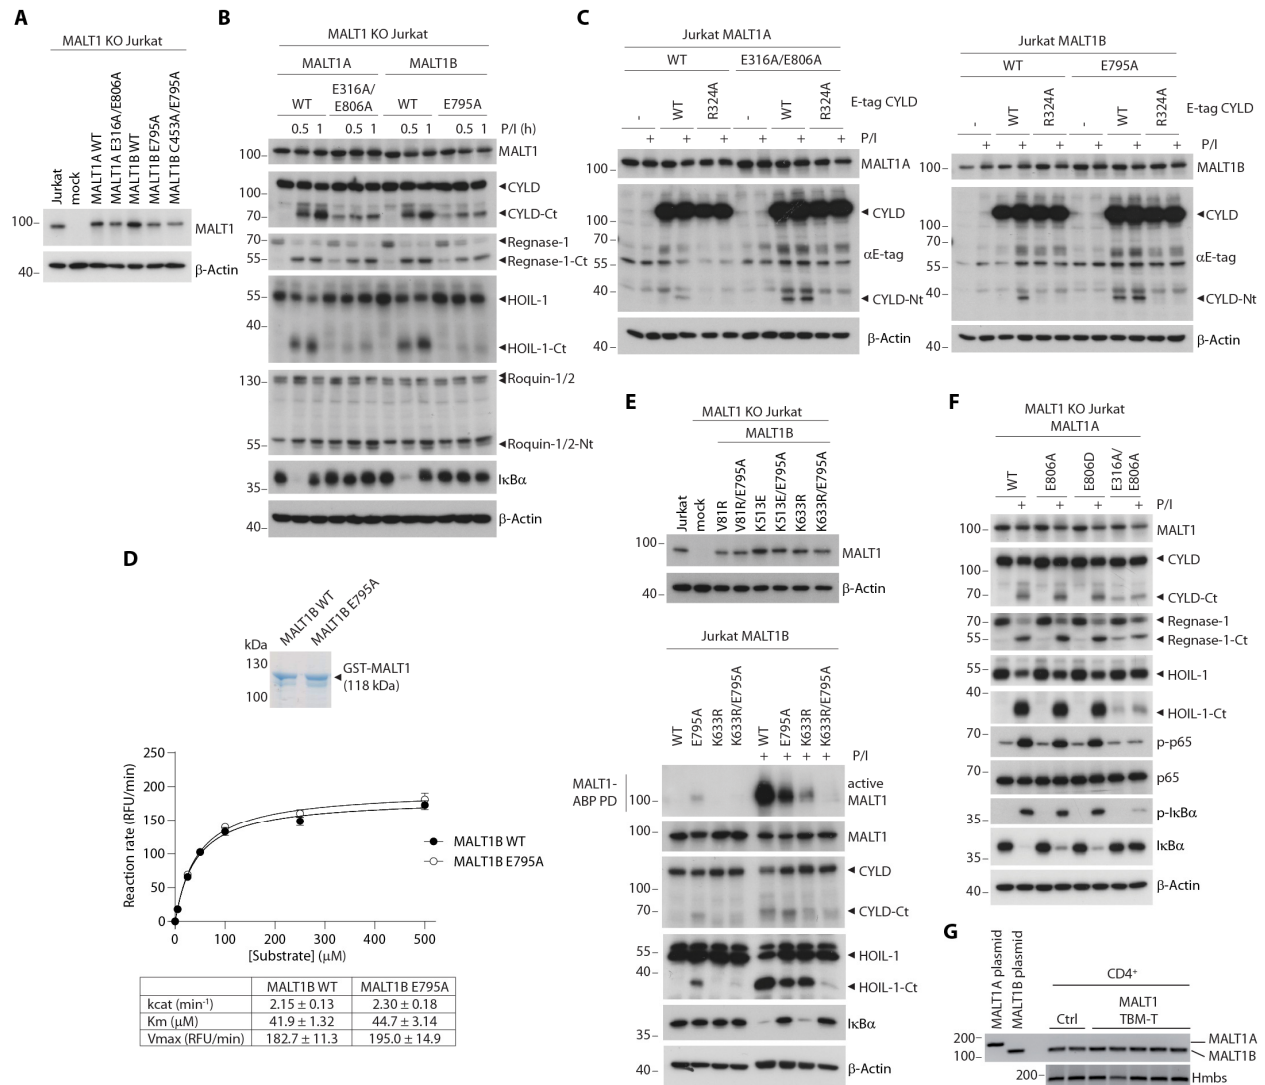 A
MALT1 KO Jurkat
Jurkat
mock
MALT1A WT
MALT1A E316A/E806A
MALT1B WT
MALT1B E795A
MALT1B C453A/E795A
100
MALT1
40
β-Actin
B
MALT1 KO Jurkat
MALT1A
MALT1B
WT
E316A/
E806A
WT
E795A
0.5 1 0.5 1 0.5 1 0.5 1 P/I (h)
100
MALT1
100
CYLD
70
CYLD-Ct
70
Regnase-1
55
Regnase-1-Ct
55
HOIL-1
40
HOIL-1-Ct
130
Roquin-1/2
55
Roquin-1/2-Nt
IκBα
35
β-Actin
40
C
Jurkat MALT1A
WT
E316A/E806A
- WT R324A - WT R324A
E-tag CYLD
+ + + + + + P/I
100
MALT1A
100
CYLD
70
αE-tag
55
40
CYLD-Nt
40
β-Actin
Jurkat MALT1B
WT
E795A
- WT R324A - WT R324A
E-tag CYLD
+ + + + + + P/I
100
MALT1B
100
CYLD
70
αE-tag
55
40
CYLD-Nt
40
β-Actin
D
MALT1B WT
MALT1B E795A
kDa
130
100
GST-MALT1
(118 kDa)
Reaction rate (RFU/min)
250
200
150
100
50
0
0 100 200 300 400 500
[Substrate] (μM)
MALT1B WT
MALT1B E795A
MALT1B WT MALT1B E795A
kcat (min-1) 2.15 ± 0.13 2.30 ± 0.18
Km (μM) 41.9 ± 1.32 44.7 ± 3.14
Vmax (RFU/min) 182.7 ± 11.3 195.0 ± 14.9
E
MALT1 KO Jurkat
MALT1B
Jurkat
mock
V81R
V81R/E795A
K513E
K513E/E795A
K633R
K633R/E795A
100
MALT1
40
β-Actin
Jurkat MALT1B
WT
E795A
K633R
K633R/E795A
WT
E795A
K633R
K633R/E795A
+ + + + P/I
MALT1-
ABP PD
100
active
MALT1
100
MALT1
CYLD
100
70
CYLD-Ct
55
HOIL-1
40
HOIL-1-Ct
IκBα
35
40
β-Actin
F
MALT1 KO Jurkat
MALT1A
WT
E806A
E806D
E316A/
E806A
+ + + + P/I
100
MALT1
CYLD
100
70
CYLD-Ct
70
Regnase-1
55
Regnase-1-Ct
55
HOIL-1
40
HOIL-1-Ct
70
p-p65
70
p65
p-IκBα
35
IκBα
35
40
β-Actin
G
MALT1A plasmid
MALT1B plasmid
CD4+
Ctrl
MALT1
TBM-T
200
MALT1A
100
MALT1B
200
Hmbs